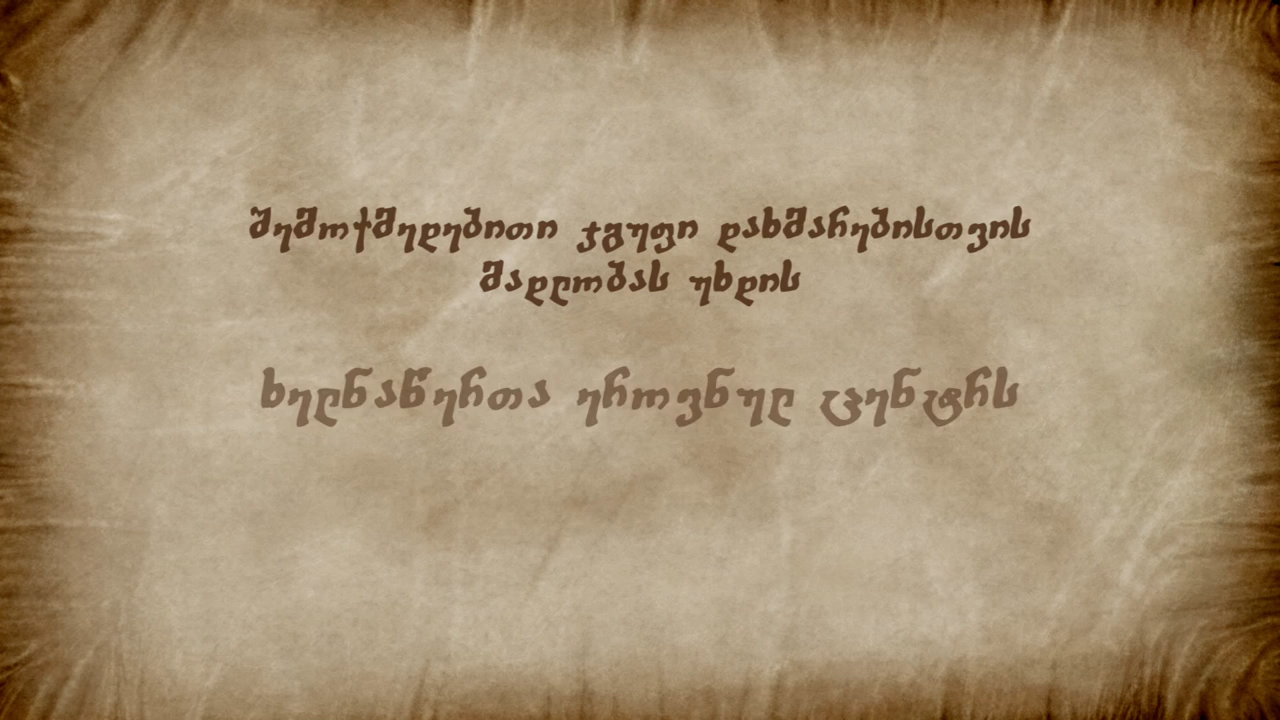 შემოქმედებითი ჯგუფი დახმარებისთვის
მადლობას უხდის
ხელნაწერთა ეროვნულ ცენტრს